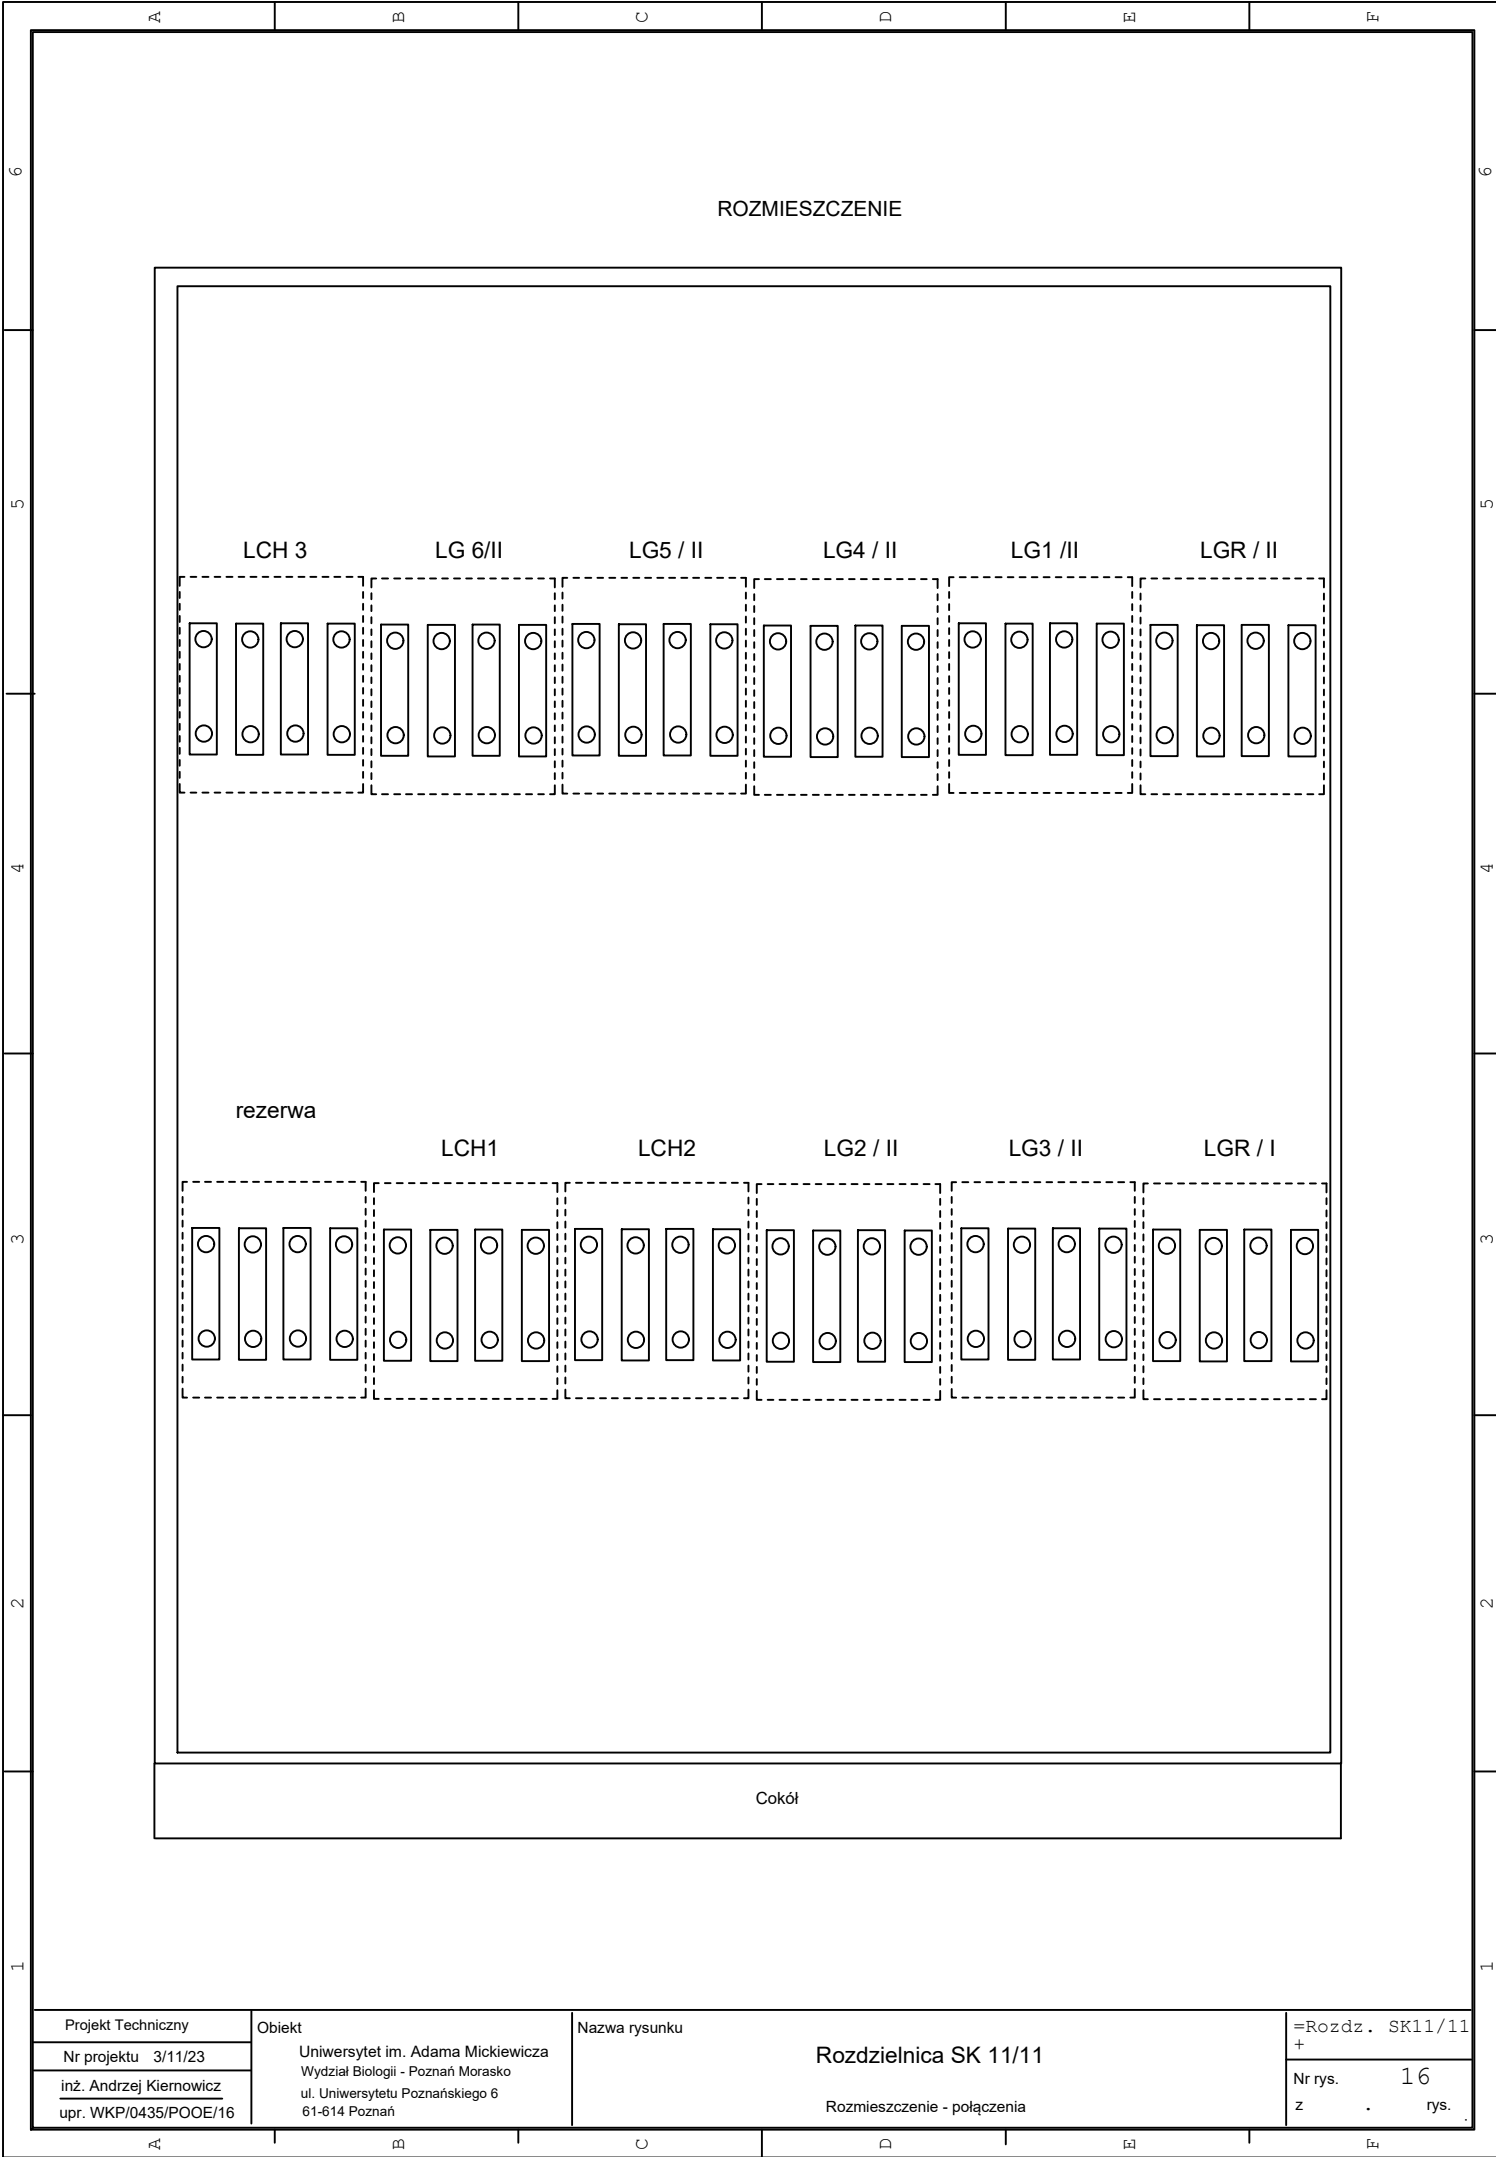 A B C D E F
6 6
ROZMIESZCZENIE
5 5
LCH 3 LG 6/II LG5 / II LG4 / II LG1 /II LGR / II
4 4
rezerwa
LCH1 LCH2 LG2 / II LG3 / II LGR / I
3 3
2 2
Cokół
1 1
Projekt Techniczny
Nr projektu 3/11/23
inż. Andrzej Kiernowicz
upr. WKP/0435/POOE/16
Obiekt
Uniwersytet im. Adama Mickiewicza
Wydział Biologii - Poznań Morasko
ul. Uniwersytetu Poznańskiego 6
61-614 Poznań
Nazwa rysunku
Rozdzielnica SK 11/11
Rozmieszczenie - połączenia
=Rozdz. SK11/11
+
Nr rys. 16
z . rys.
.
A B C D E F